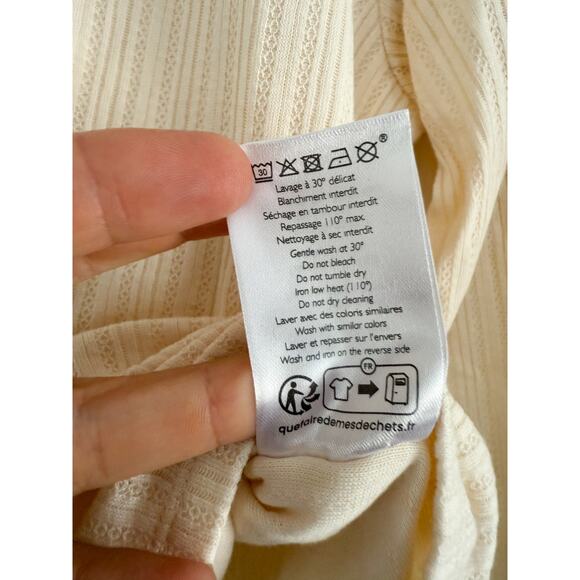 30
®
Lavage à 30° délicat
Blanchiment interdit
Séchage en tambour interdit
Repassage 110° max.
Nettoyage à sec interdit
Gentle wash at 30°
Do not bleach
Do not tumble dry
Iron low heat (110°)
Do not dry cleaning
Laver avec des coloris similaires
Wash with similar colors
Laver et repasser sur l'envers
Wash and iron on the reverse side
FR
quefairedemesdechets.fr